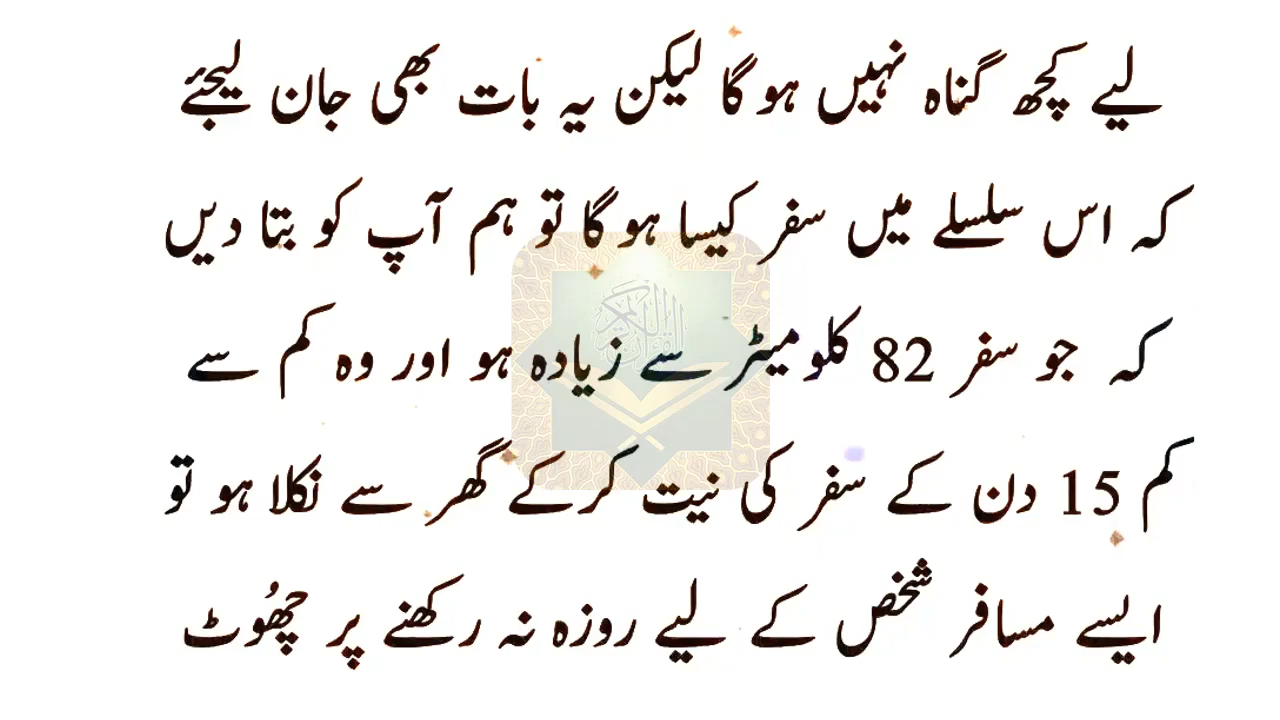 لیے کچھ گناہ نہیں ہو گا لیکن یہ بات بھی جان لیجئے
کہ اس سلسلے میں سفر کیسا ہو گا تو ہم آپ کو بتا دیں
کہ جو سفر 82 کلومیٹر سے زیادہ ہو اور وہ کم سے
کم 15 دن کے سفر کی نیت کرکے گھر سے نکلا ہو تو
ایسے مسافر شخص کے لیے روزہ نہ رکھنے پر چھُوٹ